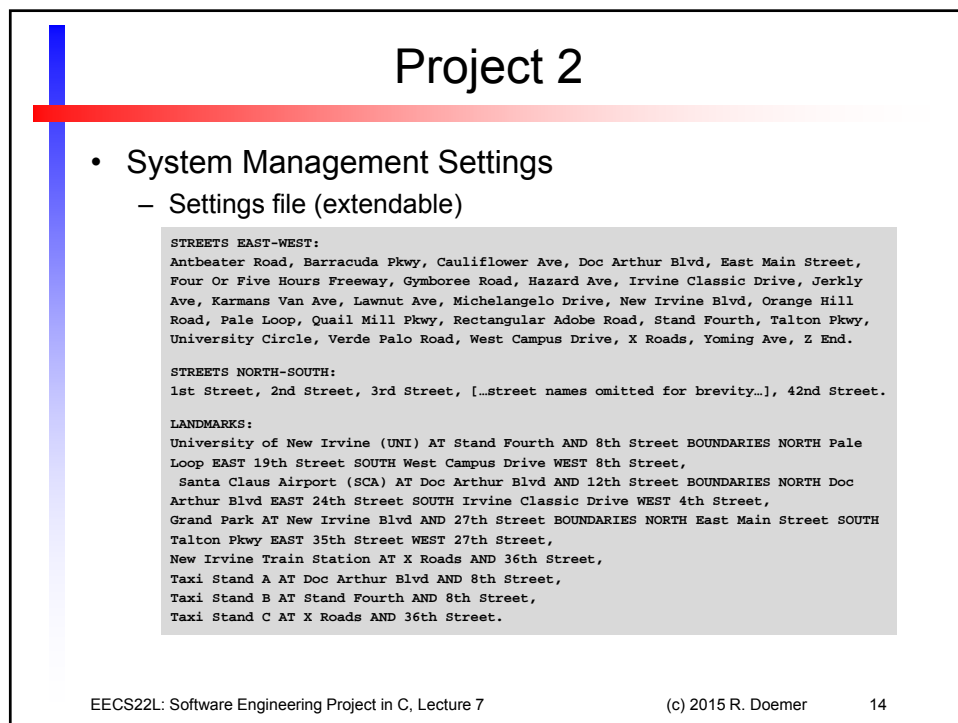 Project 2
• System Management Settings
– Settings file (extendable)
STREETS EAST-WEST:
Antbeater Road, Barracuda Pkwy, Cauliflower Ave, Doc Arthur Blvd, East Main Street,
Four Or Five Hours Freeway, Gymboree Road, Hazard Ave, Irvine Classic Drive, Jerkly
Ave, Karmans Van Ave, Lawnut Ave, Michelangelo Drive, New Irvine Blvd, Orange Hill
Road, Pale Loop, Quail Mill Pkwy, Rectangular Adobe Road, Stand Fourth, Talton Pkwy,
University Circle, Verde Palo Road, West Campus Drive, X Roads, Yoming Ave, Z End.
STREETS NORTH-SOUTH:
1st Street, 2nd Street, 3rd Street, […street names omitted for brevity…], 42nd Street.
LANDMARKS:
University of New Irvine (UNI) AT Stand Fourth AND 8th Street BOUNDARIES NORTH Pale
Loop EAST 19th Street SOUTH West Campus Drive WEST 8th Street,
Santa Claus Airport (SCA) AT Doc Arthur Blvd AND 12th Street BOUNDARIES NORTH Doc
Arthur Blvd EAST 24th Street SOUTH Irvine Classic Drive WEST 4th Street,
Grand Park AT New Irvine Blvd AND 27th Street BOUNDARIES NORTH East Main Street SOUTH
Talton Pkwy EAST 35th Street WEST 27th Street,
New Irvine Train Station AT X Roads AND 36th Street,
Taxi Stand A AT Doc Arthur Blvd AND 8th Street,
Taxi Stand B AT Stand Fourth AND 8th Street,
Taxi Stand C AT X Roads AND 36th Street.
EECS22L: Software Engineering Project in C, Lecture 7 (c) 2015 R. Doemer 14